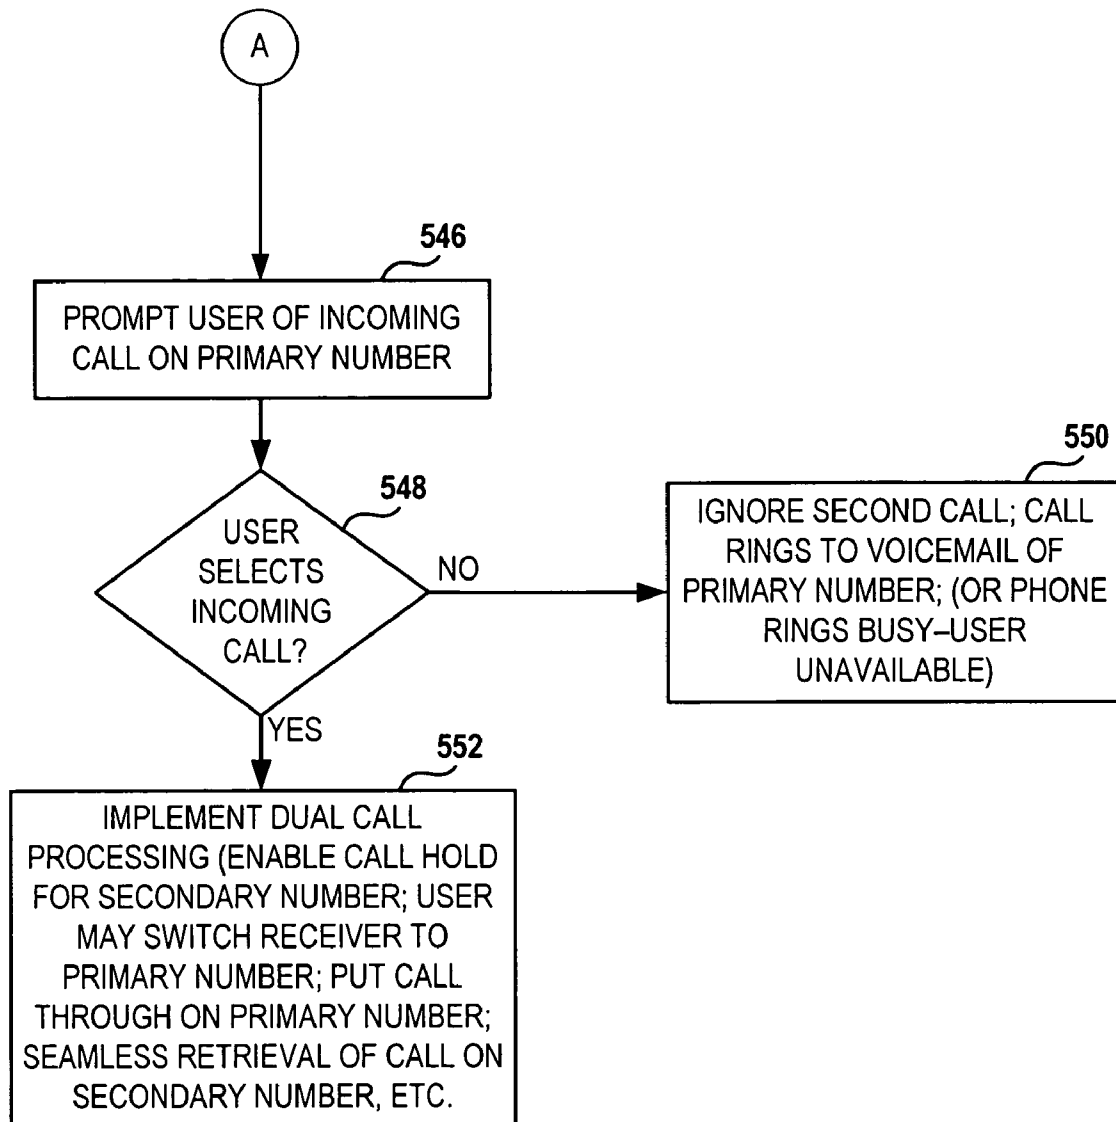 A
546
PROMPT USER OF INCOMING
CALL ON PRIMARY NUMBER
548
USER
SELECTS
INCOMING
CALL?
NO
550
IGNORE SECOND CALL; CALL
RINGS TO VOICEMAIL OF
PRIMARY NUMBER; (OR PHONE
RINGS BUSY–USER
UNAVAILABLE)
YES
552
IMPLEMENT DUAL CALL
PROCESSING (ENABLE CALL HOLD
FOR SECONDARY NUMBER; USER
MAY SWITCH RECEIVER TO
PRIMARY NUMBER; PUT CALL
THROUGH ON PRIMARY NUMBER;
SEAMLESS RETRIEVAL OF CALL ON
SECONDARY NUMBER, ETC.